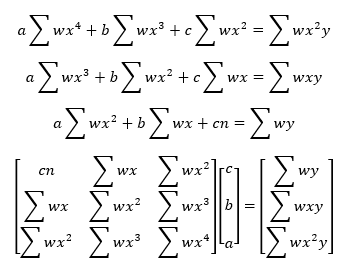 a∑wx⁴ + b∑wx³ + c∑wx² = ∑wx²y
a∑wx³ + b∑wx² + c∑wx = ∑wxy
a∑wx² + b∑wx + cn = ∑wy
[cn ∑wx ∑wx²] [c] = [∑wy]
[∑wx ∑wx² ∑wx³] [b] = [∑wxy]
[∑wx² ∑wx³ ∑wx⁴] [a] = [∑wx²y]